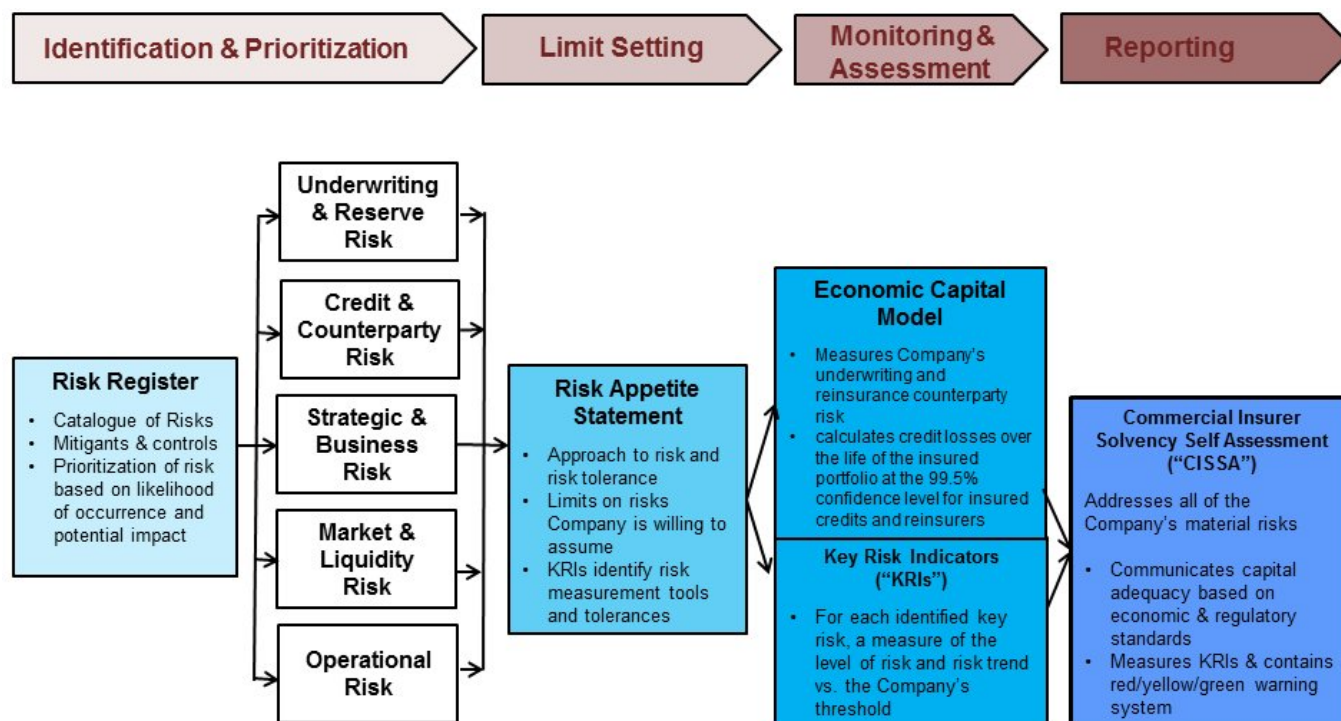 Identification & Prioritization
Limit Setting
Monitoring &
Assessment
Reporting
Risk Register
• Catalogue of Risks
• Mitigants & controls
• Prioritization of risk
based on likelihood
of occurrence and
potential impact
Underwriting
& Reserve
Risk
Credit &
Counterparty
Risk
Strategic &
Business
Risk
Market &
Liquidity
Risk
Operational
Risk
Risk Appetite
Statement
• Approach to risk and
risk tolerance
• Limits on risks
Company is willing to
assume
• KRIs identify risk
measurement tools
and tolerances
Economic Capital
Model
• Measures Company's
underwriting and
reinsurance counterparty
risk
• calculates credit losses over
the life of the insured
portfolio at the 99.5%
confidence level for insured
credits and reinsurers
Key Risk Indicators
("KRIs")
• For each identified key
risk, a measure of the
level of risk and risk trend
vs. the Company's
threshold
Commercial Insurer
Solvency Self Assessment
("CISSA")
Addresses all of the
Company's material risks
• Communicates capital
adequacy based on
economic & regulatory
standards
• Measures KRIs & contains
red/yellow/green warning
system